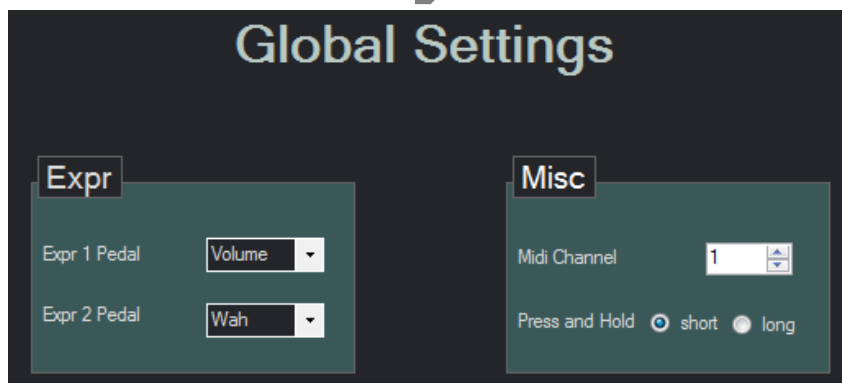 Global Settings
Expr
Expr 1 Pedal Volume
Expr 2 Pedal Wah
Misc
Midi Channel 1
Press and Hold short long